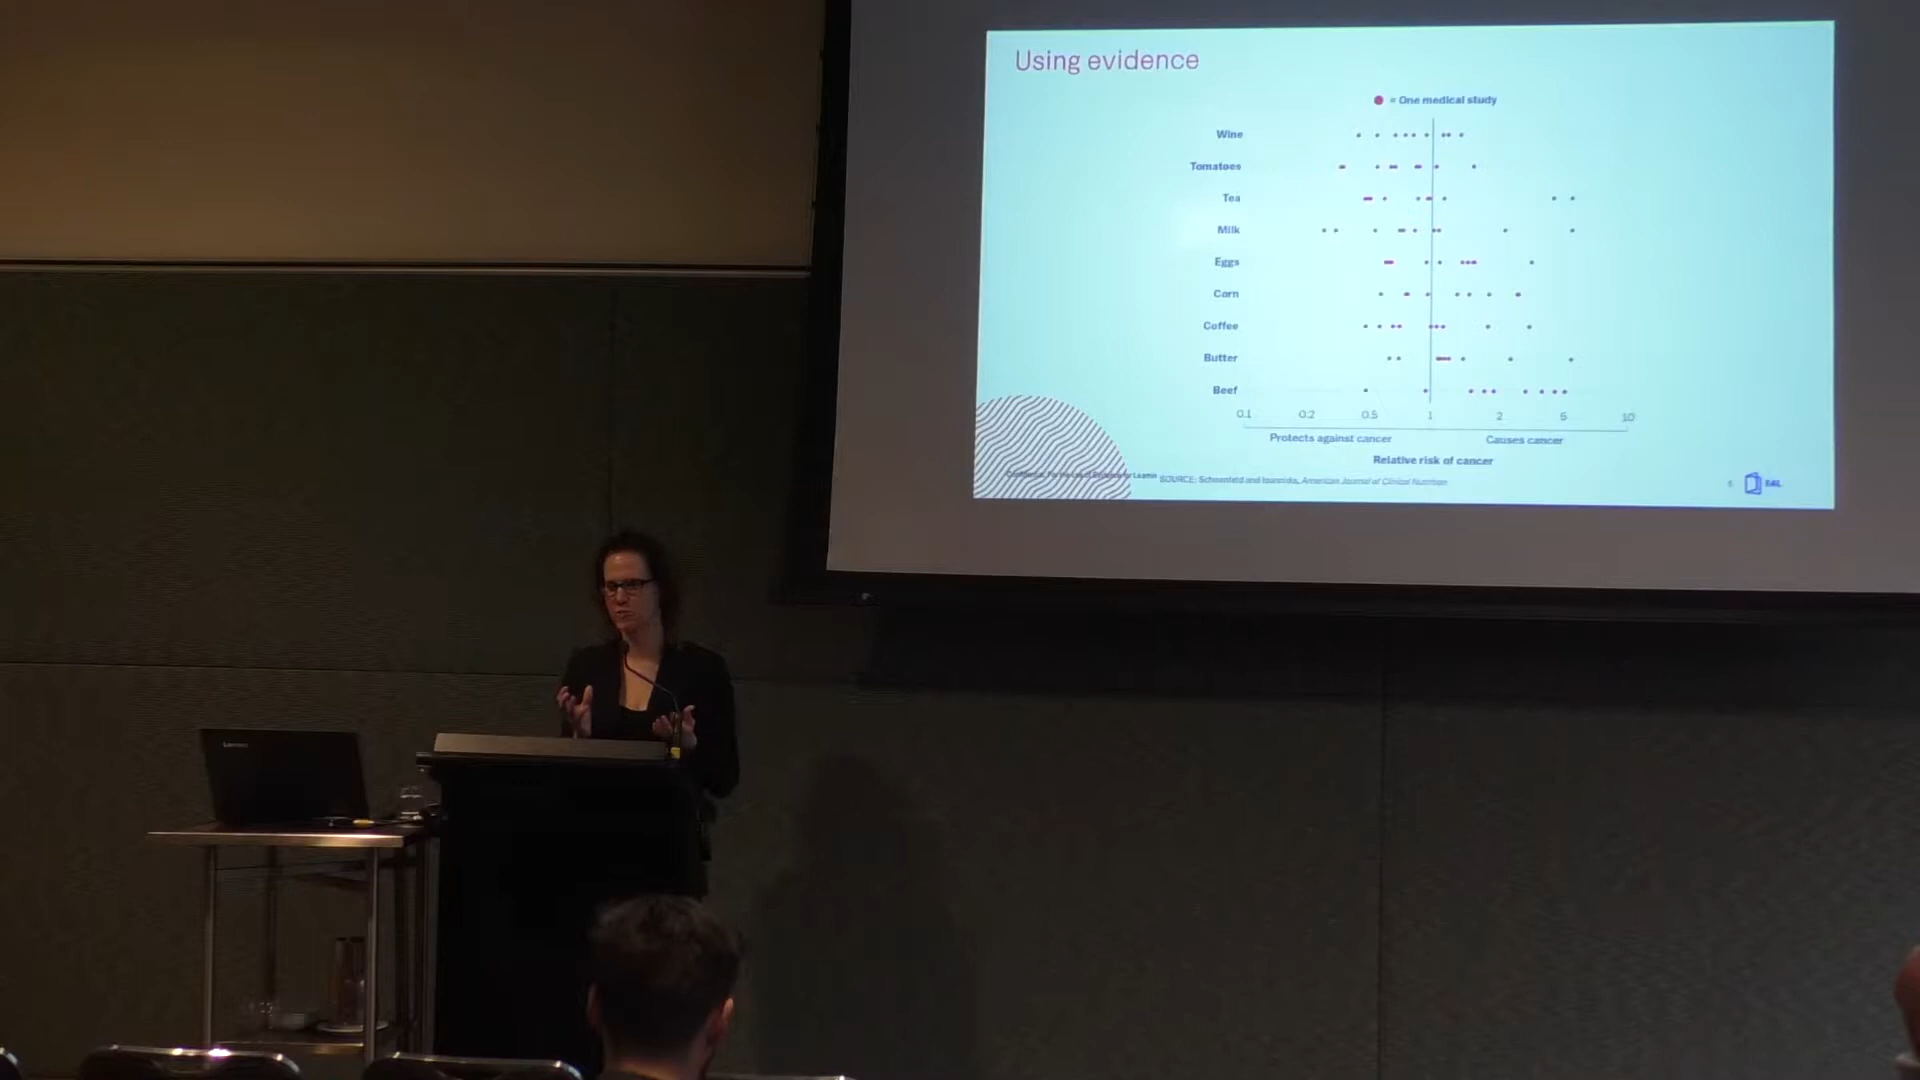 Using evidence
= One medical study
Wine
Tomatoes
Tea
Milk
Eggs
Corn
Coffee
Butter
Beef
0.1 0.2 0.5 1 2 5 10
Protects against cancer Causes cancer
Relative risk of cancer
SOURCE: Schoenfeld and Ioannidis, American Journal of Clinical Nutrition
E4L
Lenovo